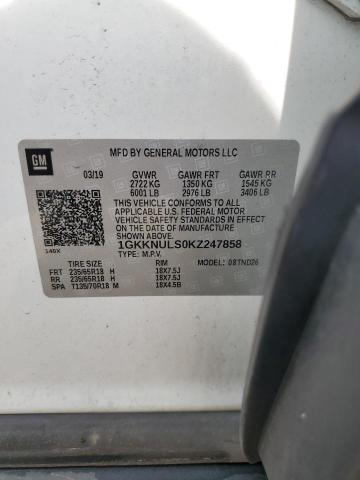 GM
MFD BY GENERAL MOTORS LLC
03/19 GVWR GAWR FRT GAWR RR
2722 KG 1350 KG 1545 KG
6001 LB 2976 LB 3406 LB
THIS VEHICLE CONFORMS TO ALL
APPLICABLE U.S. FEDERAL MOTOR
VEHICLE SAFETY STANDARDS IN EFFECT
ON THE DATE OF MANUFACTURE
SHOWN ABOVE.
1GKKNULS0KZ247858
140X TYPE: M.P.V. MODEL: 08TND26
TIRE SIZE RIM
FRT 235/65R18 H 18X7.5J
RR 235/65R18 H 18X7.5J
SPA T135/70R18 M 18X4.5B